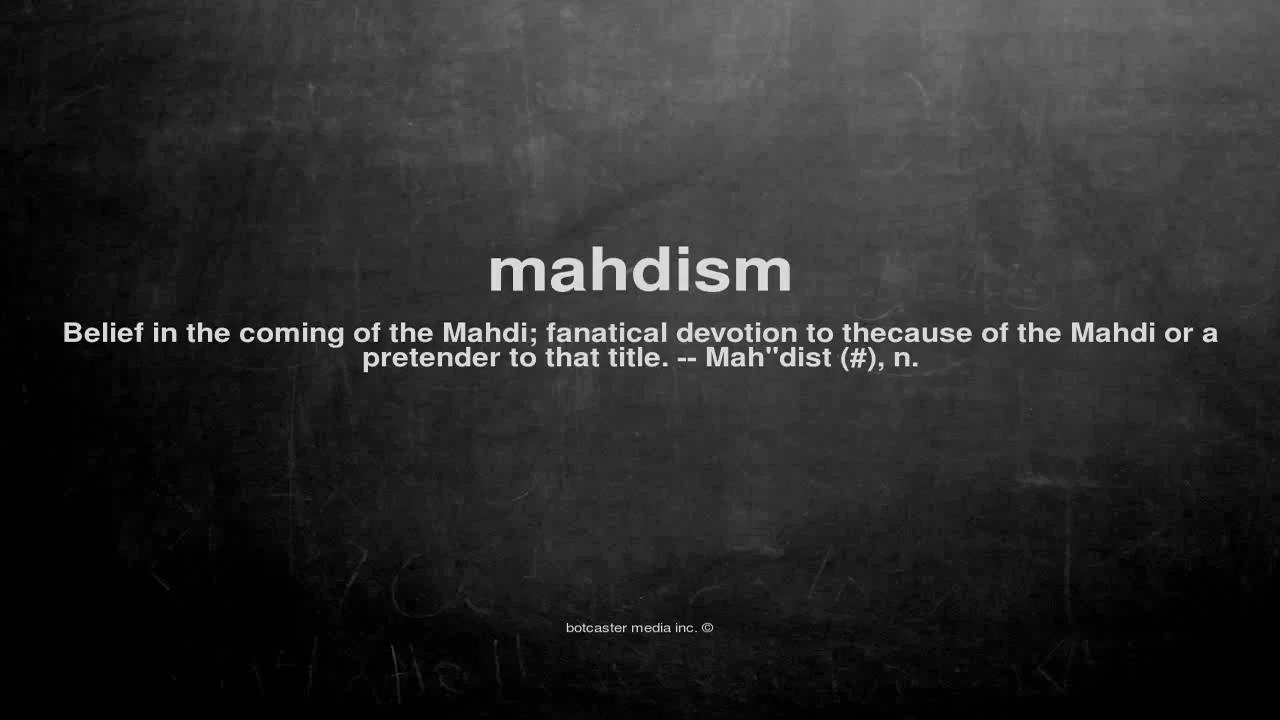 mahdism
Belief in the coming of the Mahdi; fanatical devotion to thecause of the Mahdi or a
pretender to that title. -- Mah"dist (#), n.
botcaster media inc. ©